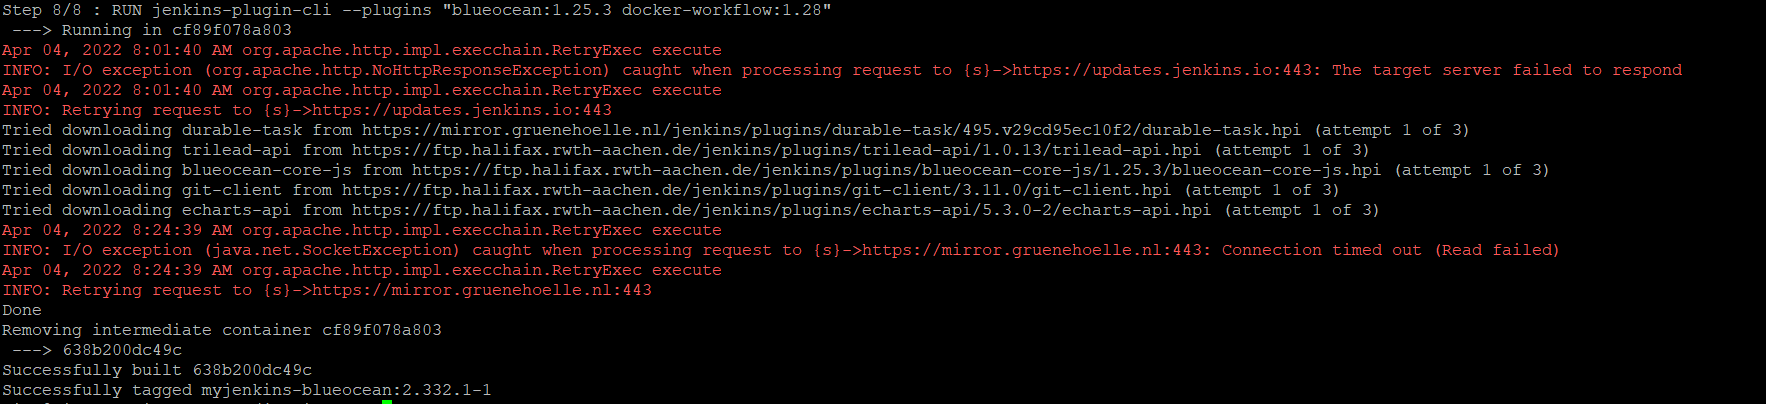 Step 8/8 : RUN jenkins-plugin-cli --plugins "blueocean:1.25.3 docker-workflow:1.28"
---> Running in cf89f078a803
Apr 04, 2022 8:01:40 AM org.apache.http.impl.execchain.RetryExec execute
INFO: I/O exception (org.apache.http.NoHttpResponseException) caught when processing request to {s}->https://updates.jenkins.io:443: The target server failed to respond
Apr 04, 2022 8:01:40 AM org.apache.http.impl.execchain.RetryExec execute
INFO: Retrying request to {s}->https://updates.jenkins.io:443
Tried downloading durable-task from https://mirror.gruenehoelle.nl/jenkins/plugins/durable-task/495.v29cd95ec10f2/durable-task.hpi (attempt 1 of 3)
Tried downloading trilead-api from https://ftp.halifax.rwth-aachen.de/jenkins/plugins/trilead-api/1.0.13/trilead-api.hpi (attempt 1 of 3)
Tried downloading blueocean-core-js from https://ftp.halifax.rwth-aachen.de/jenkins/plugins/blueocean-core-js/1.25.3/blueocean-core-js.hpi (attempt 1 of 3)
Tried downloading git-client from https://ftp.halifax.rwth-aachen.de/jenkins/plugins/git-client/3.11.0/git-client.hpi (attempt 1 of 3)
Tried downloading echarts-api from https://ftp.halifax.rwth-aachen.de/jenkins/plugins/echarts-api/5.3.0-2/echarts-api.hpi (attempt 1 of 3)
Apr 04, 2022 8:24:39 AM org.apache.http.impl.execchain.RetryExec execute
INFO: I/O exception (java.net.SocketException) caught when processing request to {s}->https://mirror.gruenehoelle.nl:443: Connection timed out (Read failed)
Apr 04, 2022 8:24:39 AM org.apache.http.impl.execchain.RetryExec execute
INFO: Retrying request to {s}->https://mirror.gruenehoelle.nl:443
Done
Removing intermediate container cf89f078a803
---> 638b200dc49c
Successfully built 638b200dc49c
Successfully tagged myjenkins-blueocean:2.332.1-1